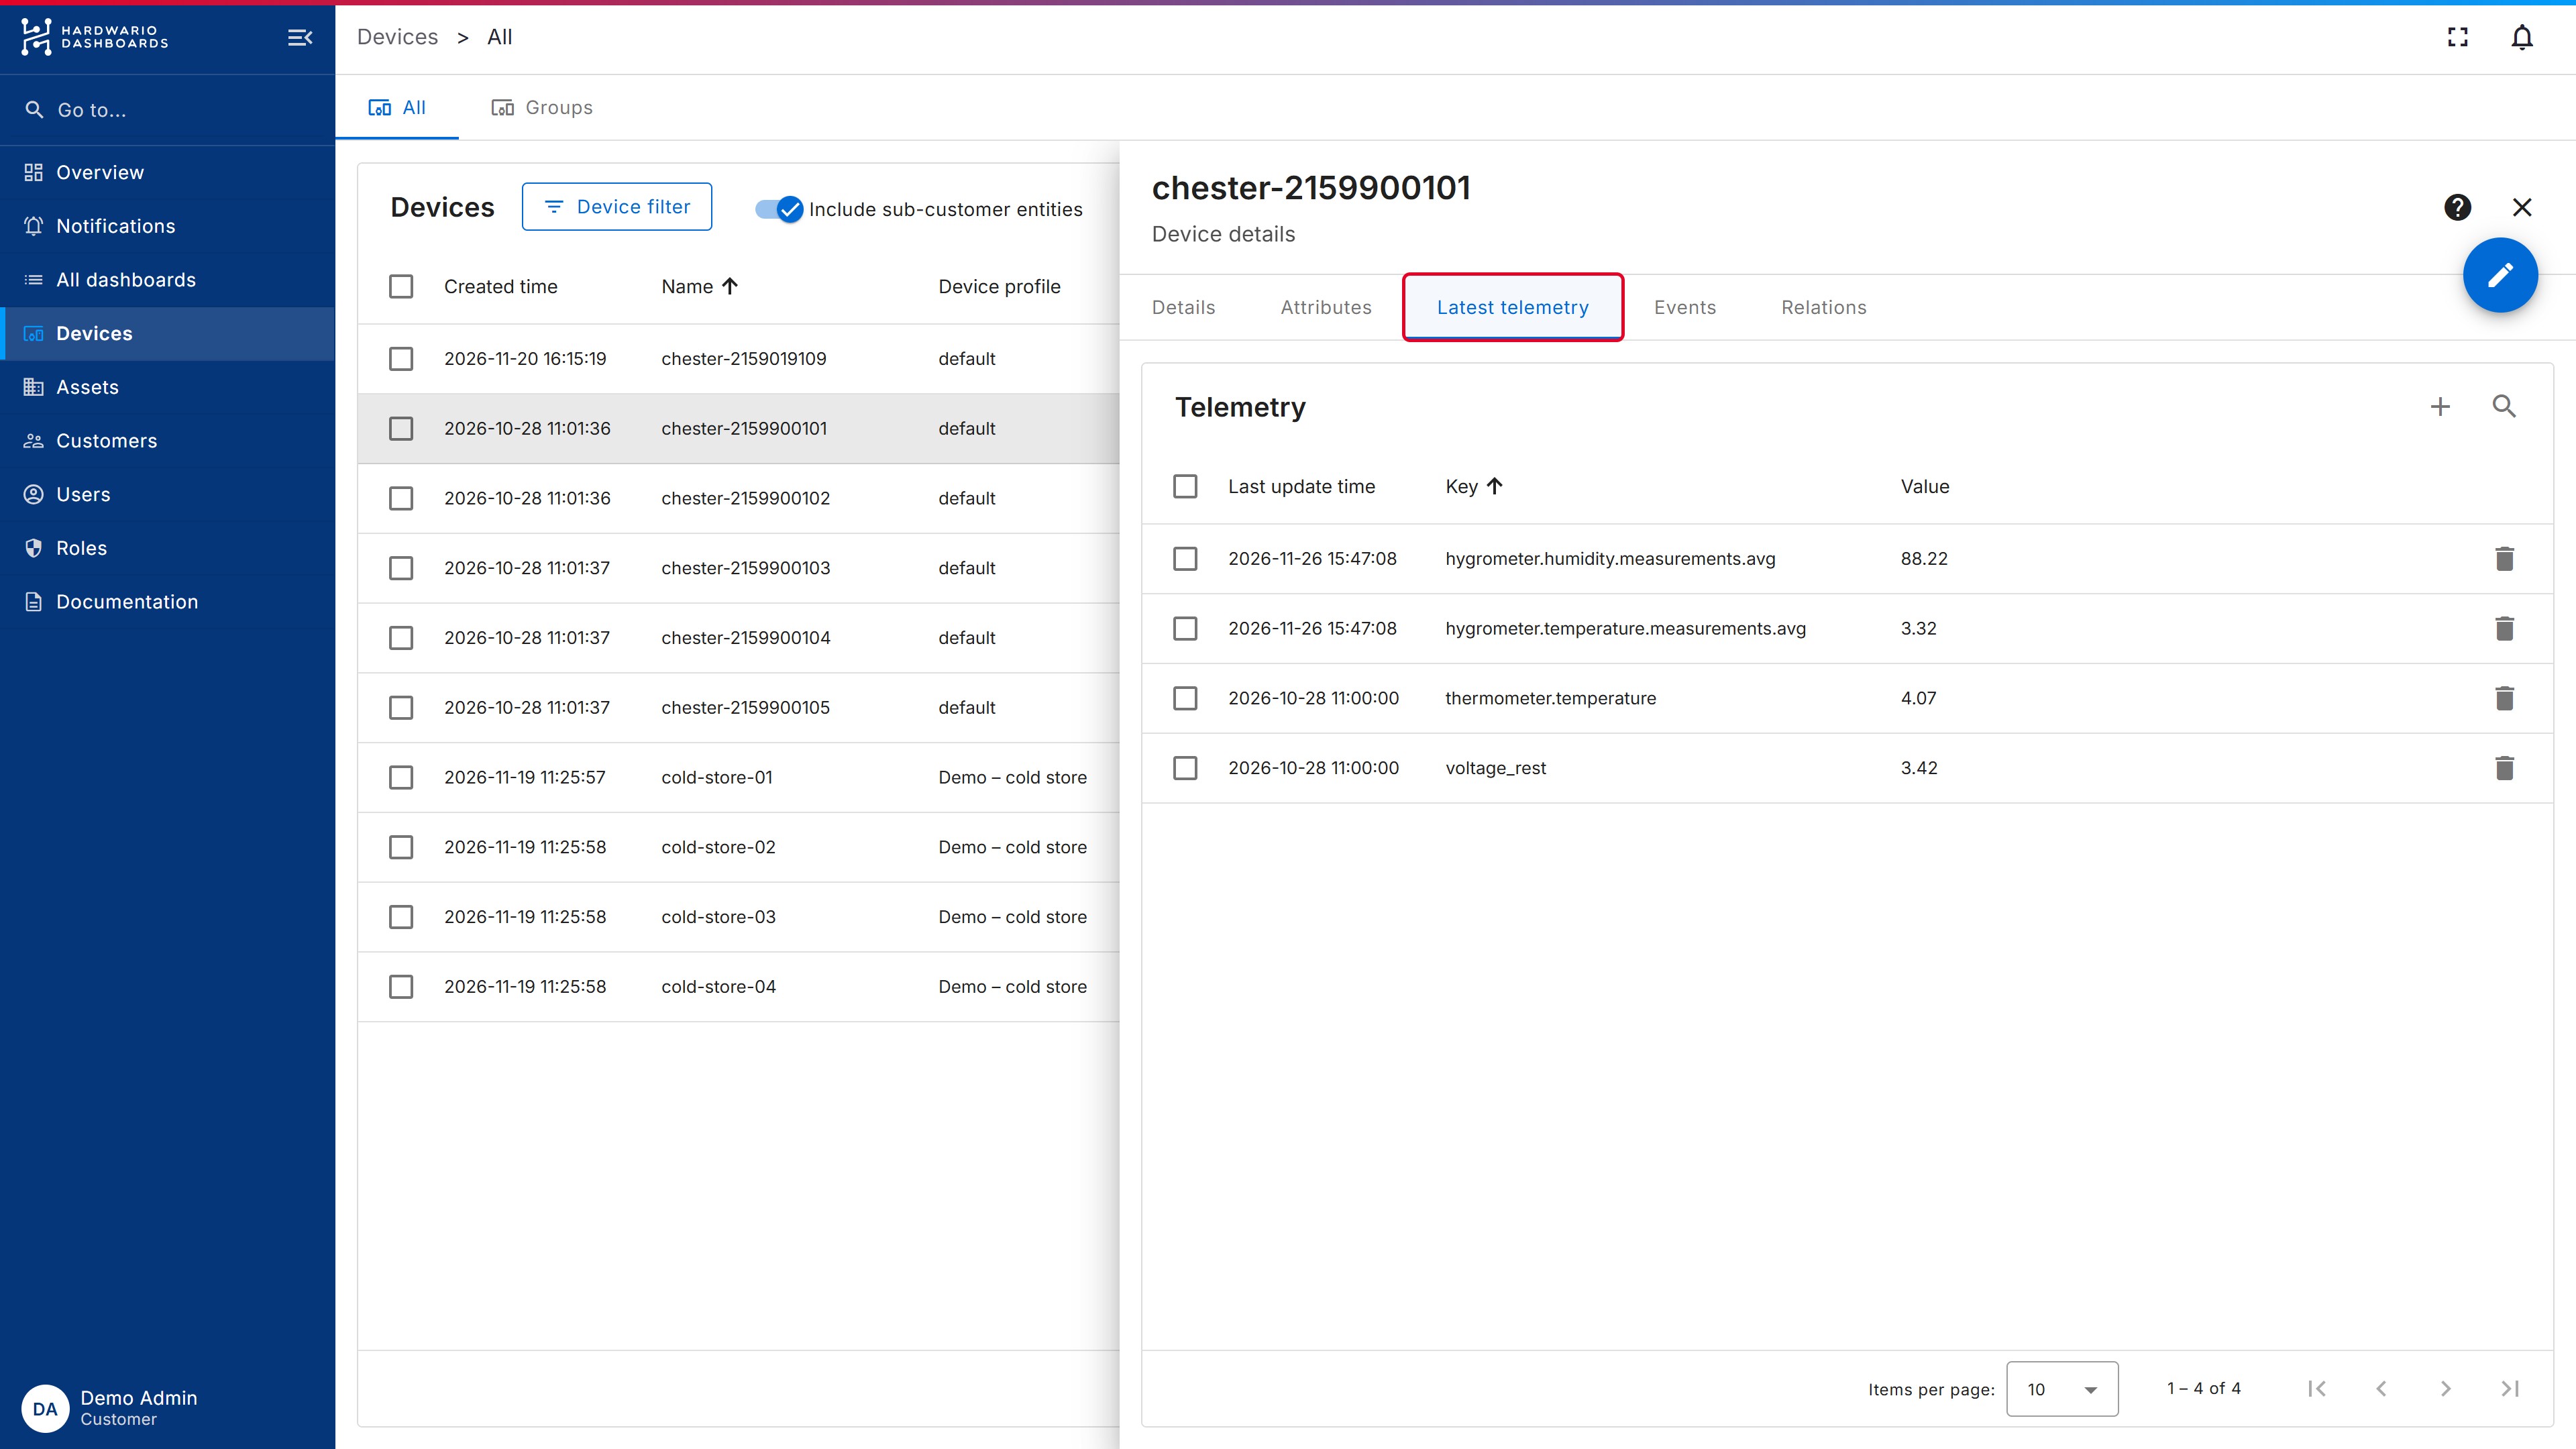 HARDWARIO
DASHBOARDS
Go to...
Overview
Notifications
All dashboards
Devices
Assets
Customers
Users
Roles
Documentation
DA
Demo Admin
Customer
Devices > All
All Groups
Devices
Device filter
Include sub-customer entities
Created time Name Device profile
2026-11-20 16:15:19 chester-2159019109 default
2026-10-28 11:01:36 chester-2159900101 default
2026-10-28 11:01:36 chester-2159900102 default
2026-10-28 11:01:37 chester-2159900103 default
2026-10-28 11:01:37 chester-2159900104 default
2026-10-28 11:01:37 chester-2159900105 default
2026-11-19 11:25:57 cold-store-01 Demo – cold store
2026-11-19 11:25:58 cold-store-02 Demo – cold store
2026-11-19 11:25:58 cold-store-03 Demo – cold store
2026-11-19 11:25:58 cold-store-04 Demo – cold store
chester-2159900101
Device details
Details Attributes Latest telemetry Events Relations
Telemetry
Last update time Key Value
2026-11-26 15:47:08 hygrometer.humidity.measurements.avg 88.22
2026-11-26 15:47:08 hygrometer.temperature.measurements.avg 3.32
2026-10-28 11:00:00 thermometer.temperature 4.07
2026-10-28 11:00:00 voltage_rest 3.42
Items per page: 10 1 – 4 of 4